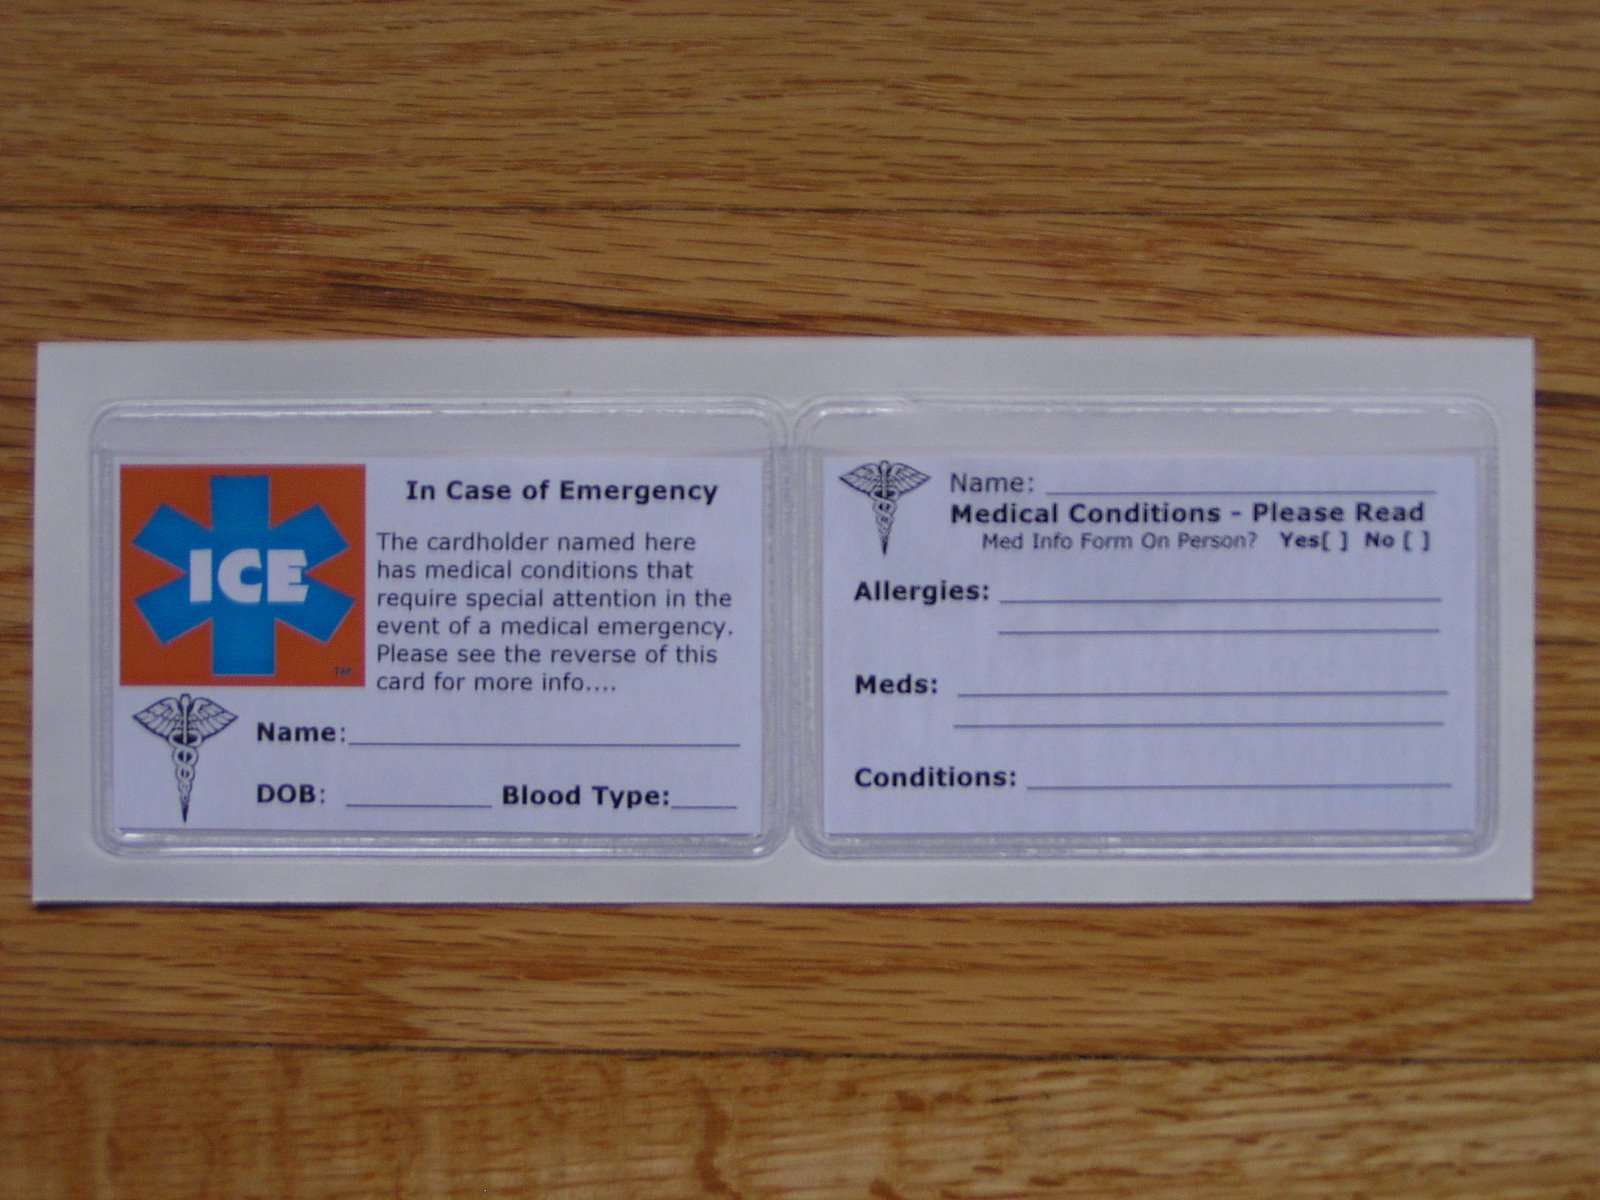 ICE
TM
In Case of Emergency
The cardholder named here
has medical conditions that
require special attention in the
event of a medical emergency.
Please see the reverse of this
card for more info....
Name:
DOB: Blood Type:
Name:
Medical Conditions - Please Read
Med Info Form On Person? Yes[ ] No [ ]
Allergies:
Meds:
Conditions: